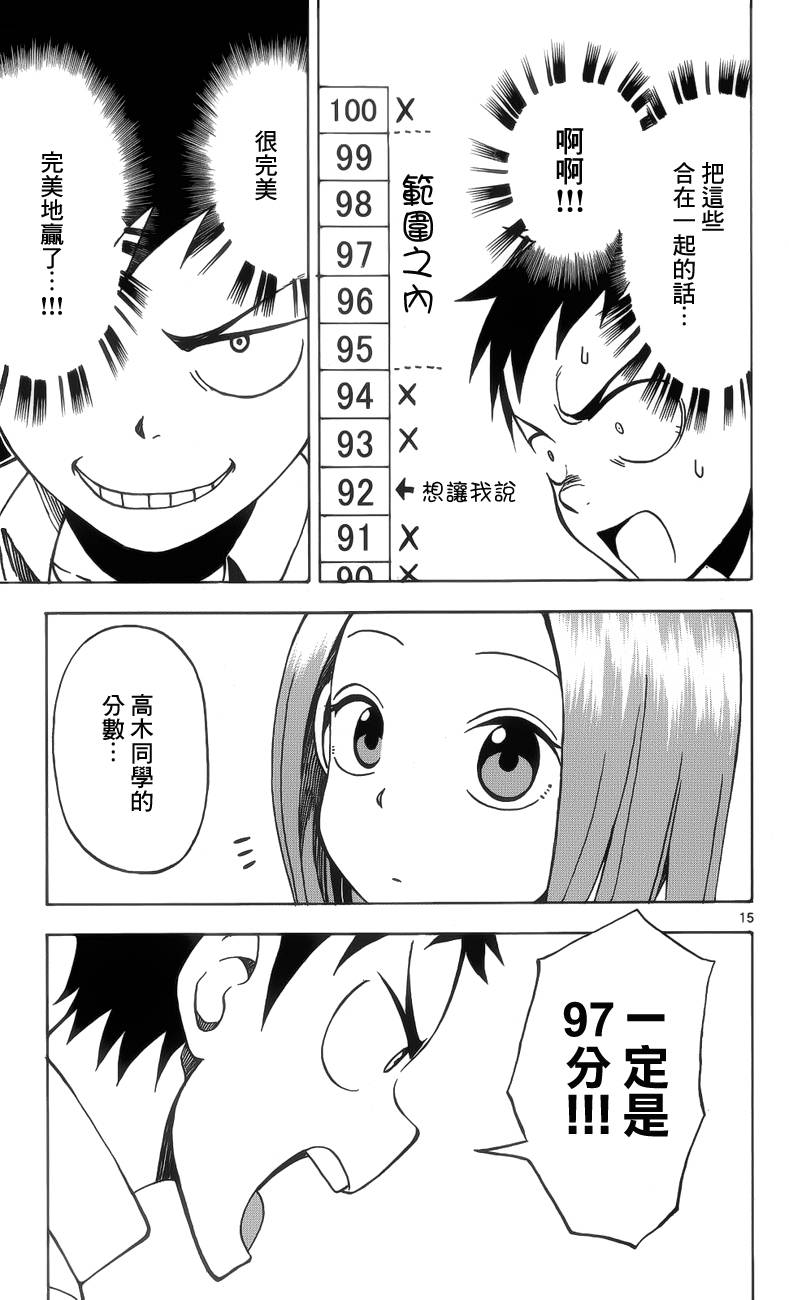 把這些
合在一起的話…
啊啊!!!
100 X
99
98
97
96
95
94 X
93 X
92 ← 想讓我說
91 X
90 X
範圍之內
很完美
完美地贏了…!!!
高木同學的
分數…
15
一定是
97分!!!